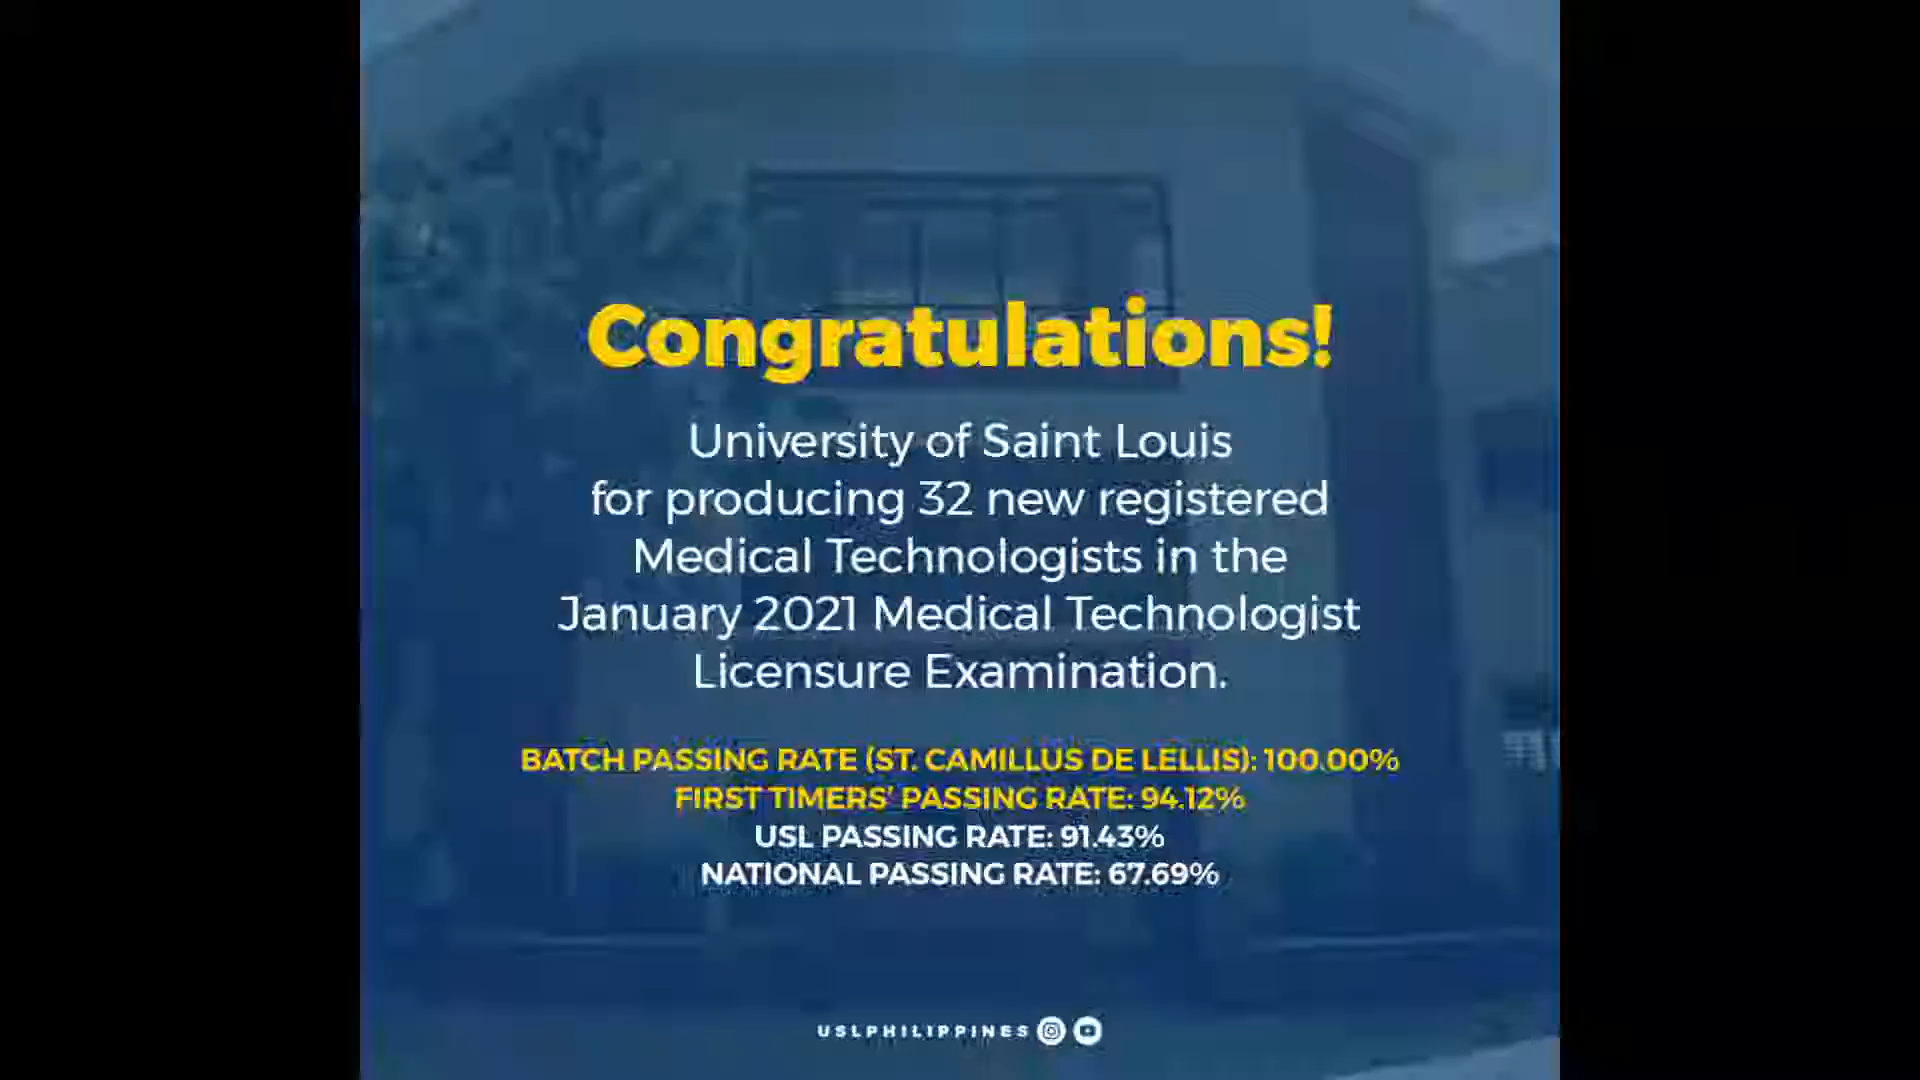 Congratulations!
University of Saint Louis
for producing 32 new registered
Medical Technologists in the
January 2021 Medical Technologist
Licensure Examination.
BATCH PASSING RATE (ST. CAMILLUS DE LELLIS): 100.00%
FIRST TIMERS' PASSING RATE: 94.12%
USL PASSING RATE: 91.43%
NATIONAL PASSING RATE: 67.69%
USLPHILIPPINES